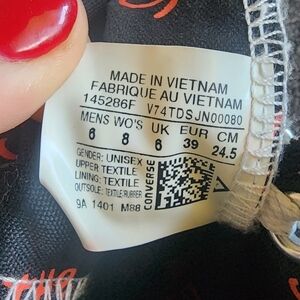 MADE IN VIETNAM
FABRIQUE AU VIETNAM
145286F V74TDSJN00080
MENS WO'S UK EUR CM
6 8 6 39 24.5
GENDER: UNISEX
UPPER: TEXTILE
LINING: TEXTILE
OUTSOLE: TEXTILE/RUBBER
CONVERSE
9A 1401 M88